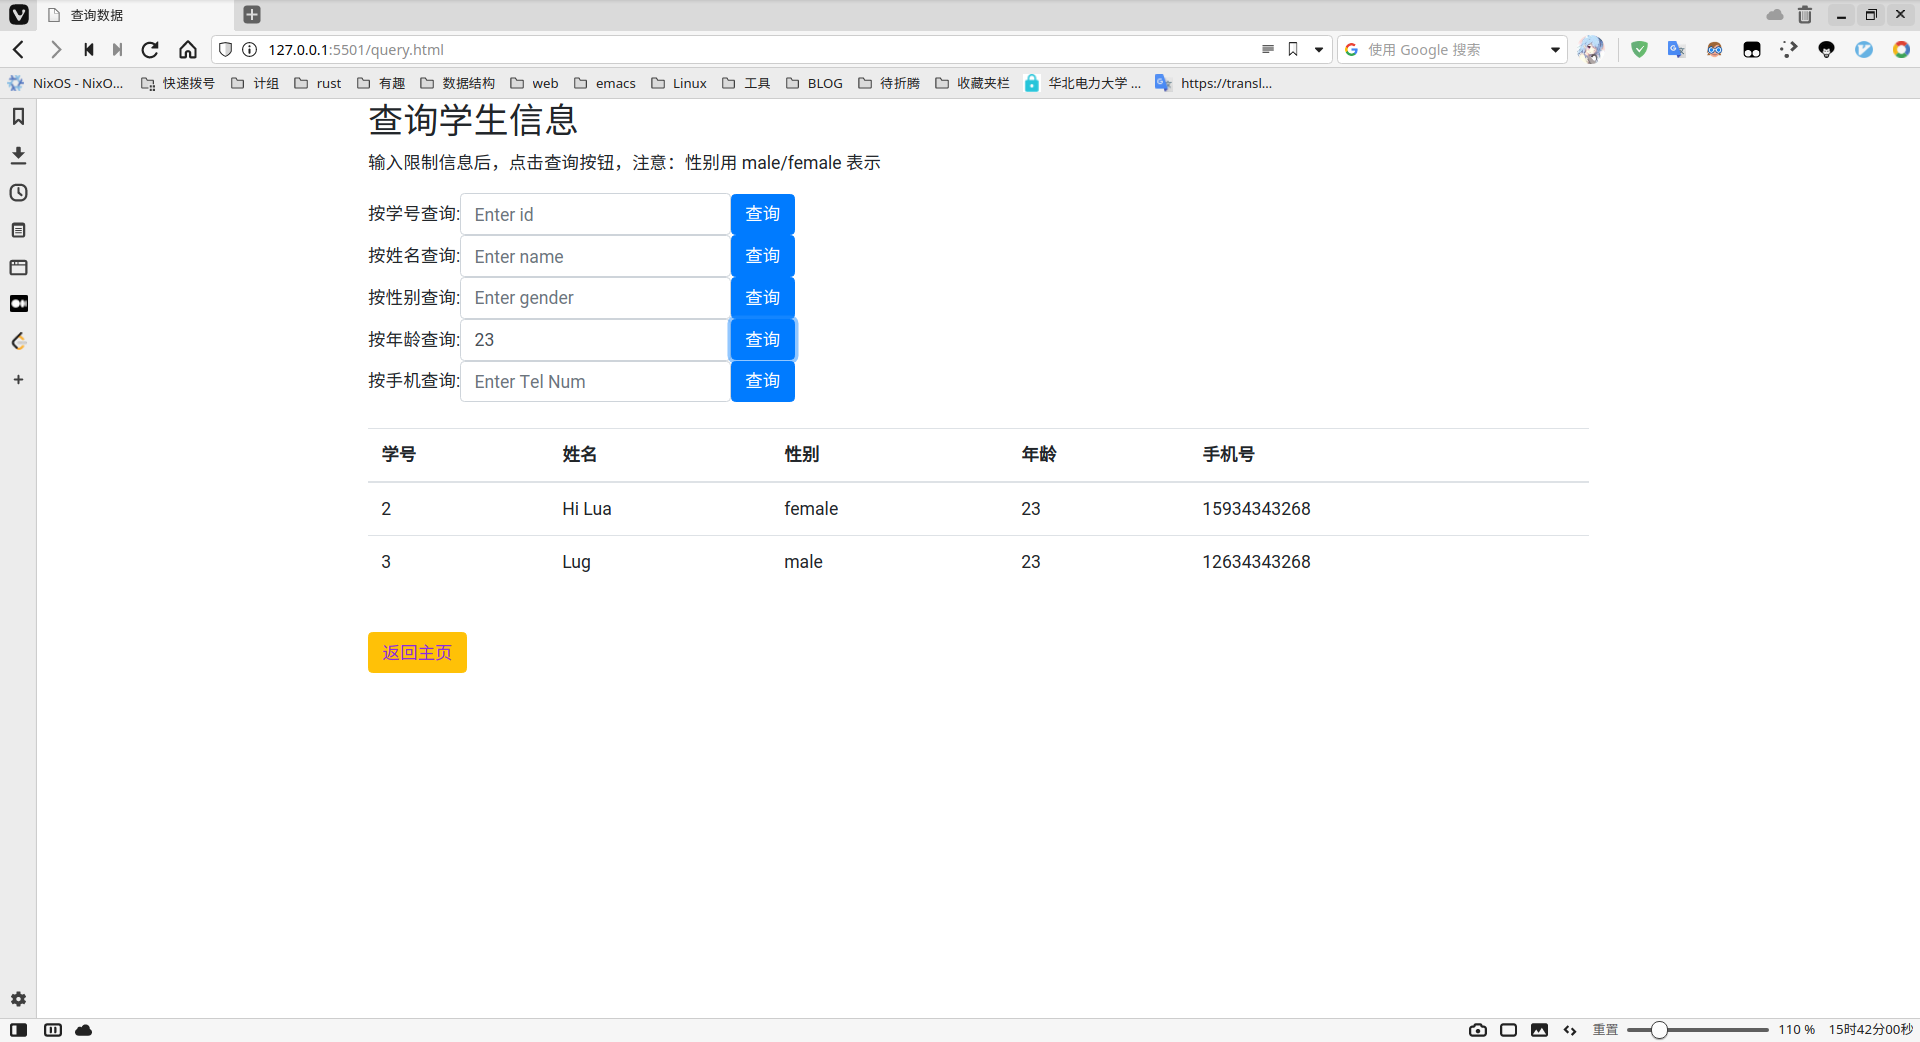 查询数据
127.0.0.1:5501/query.html
使用 Google 搜索
NixOS - NixO... 快速拨号 计组 rust 有趣 数据结构 web emacs Linux 工具 BLOG 待折腾 收藏夹栏 华北电力大学 ... https://transl...
查询学生信息
输入限制信息后，点击查询按钮，注意：性别用 male/female 表示
按学号查询: Enter id 查询
按姓名查询: Enter name 查询
按性别查询: Enter gender 查询
按年龄查询: 23 查询
按手机查询: Enter Tel Num 查询
学号 姓名 性别 年龄 手机号
2 Hi Lua female 23 15934343268
3 Lug male 23 12634343268
返回主页
重置 110 % 15时42分00秒